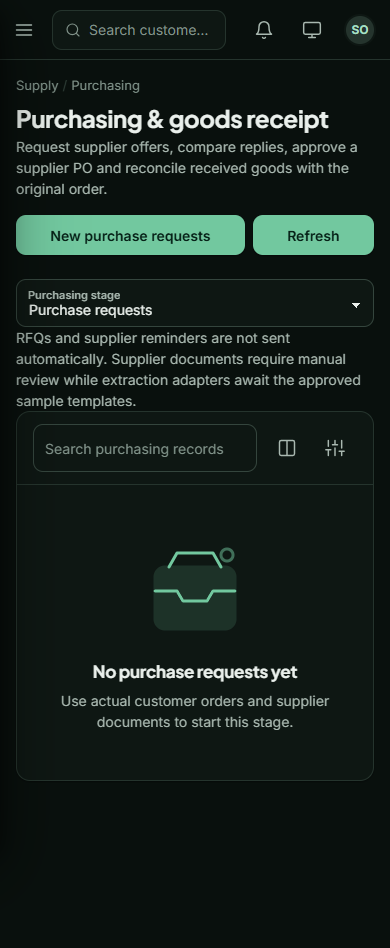 Search custome...
SO
Supply / Purchasing
Purchasing & goods receipt
Request supplier offers, compare replies, approve a
supplier PO and reconcile received goods with the
original order.
New purchase requests
Refresh
Purchasing stage
Purchase requests
RFQs and supplier reminders are not sent
automatically. Supplier documents require manual
review while extraction adapters await the approved
sample templates.
Search purchasing records
No purchase requests yet
Use actual customer orders and supplier
documents to start this stage.